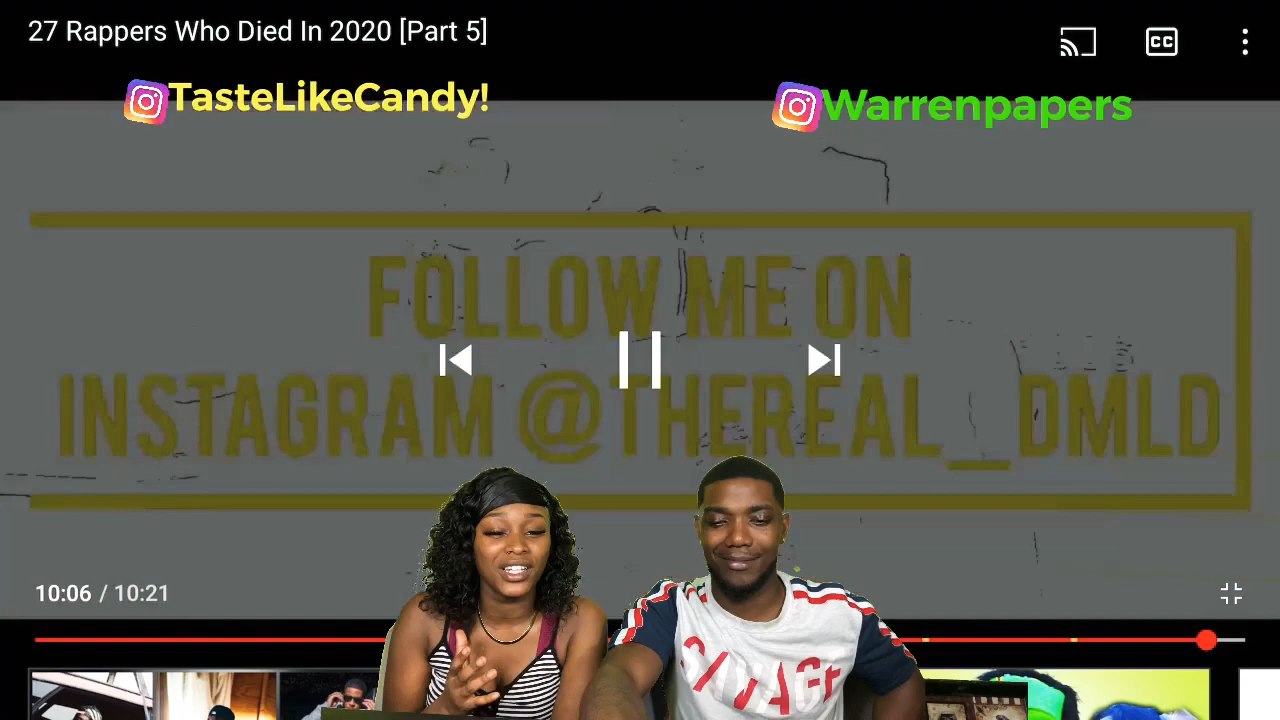 27 Rappers Who Died In 2020 [Part 5]
CC
TasteLikeCandy!
Warrenpapers
FOLLOW ME ON
INSTAGRAM @THEREAL_DMLD
10:06 / 10:21
SAVAGE